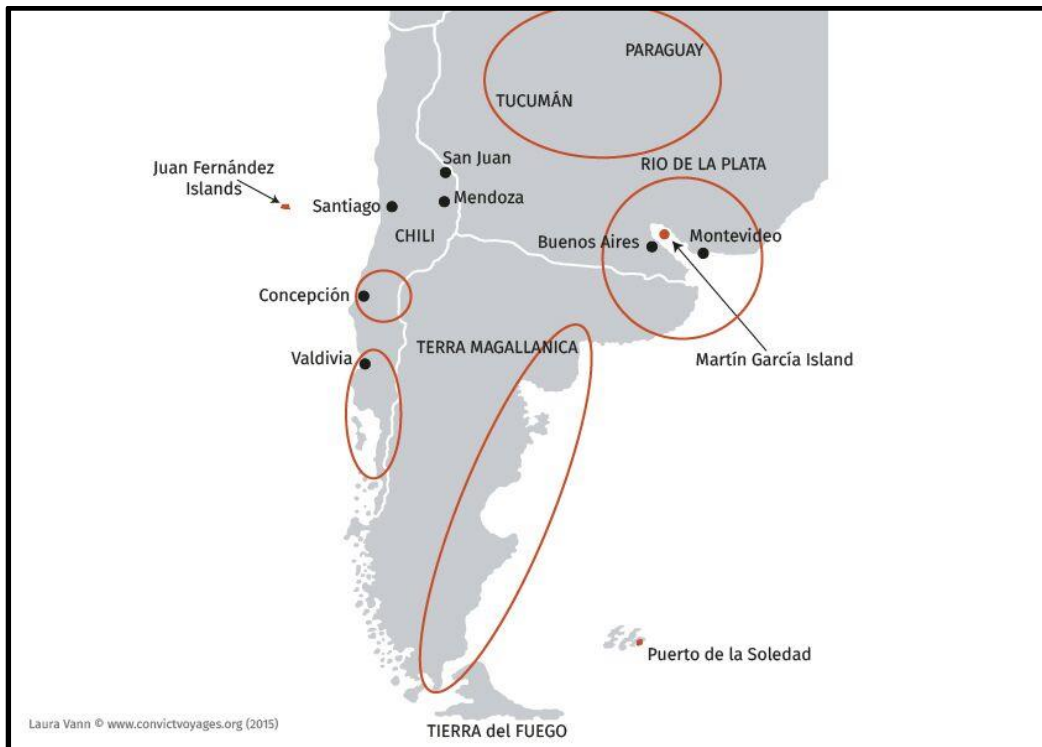 PARAGUAY
TUCUMÁN
San Juan
RIO DE LA PLATA
Juan Fernández
Islands
Santiago
Mendoza
CHILI
Buenos Aires
Montevideo
Concepción
TERRA MAGALLANICA
Valdivia
Martín García Island
Puerto de la Soledad
Laura Vann © www.convictvoyages.org (2015)
TIERRA del FUEGO